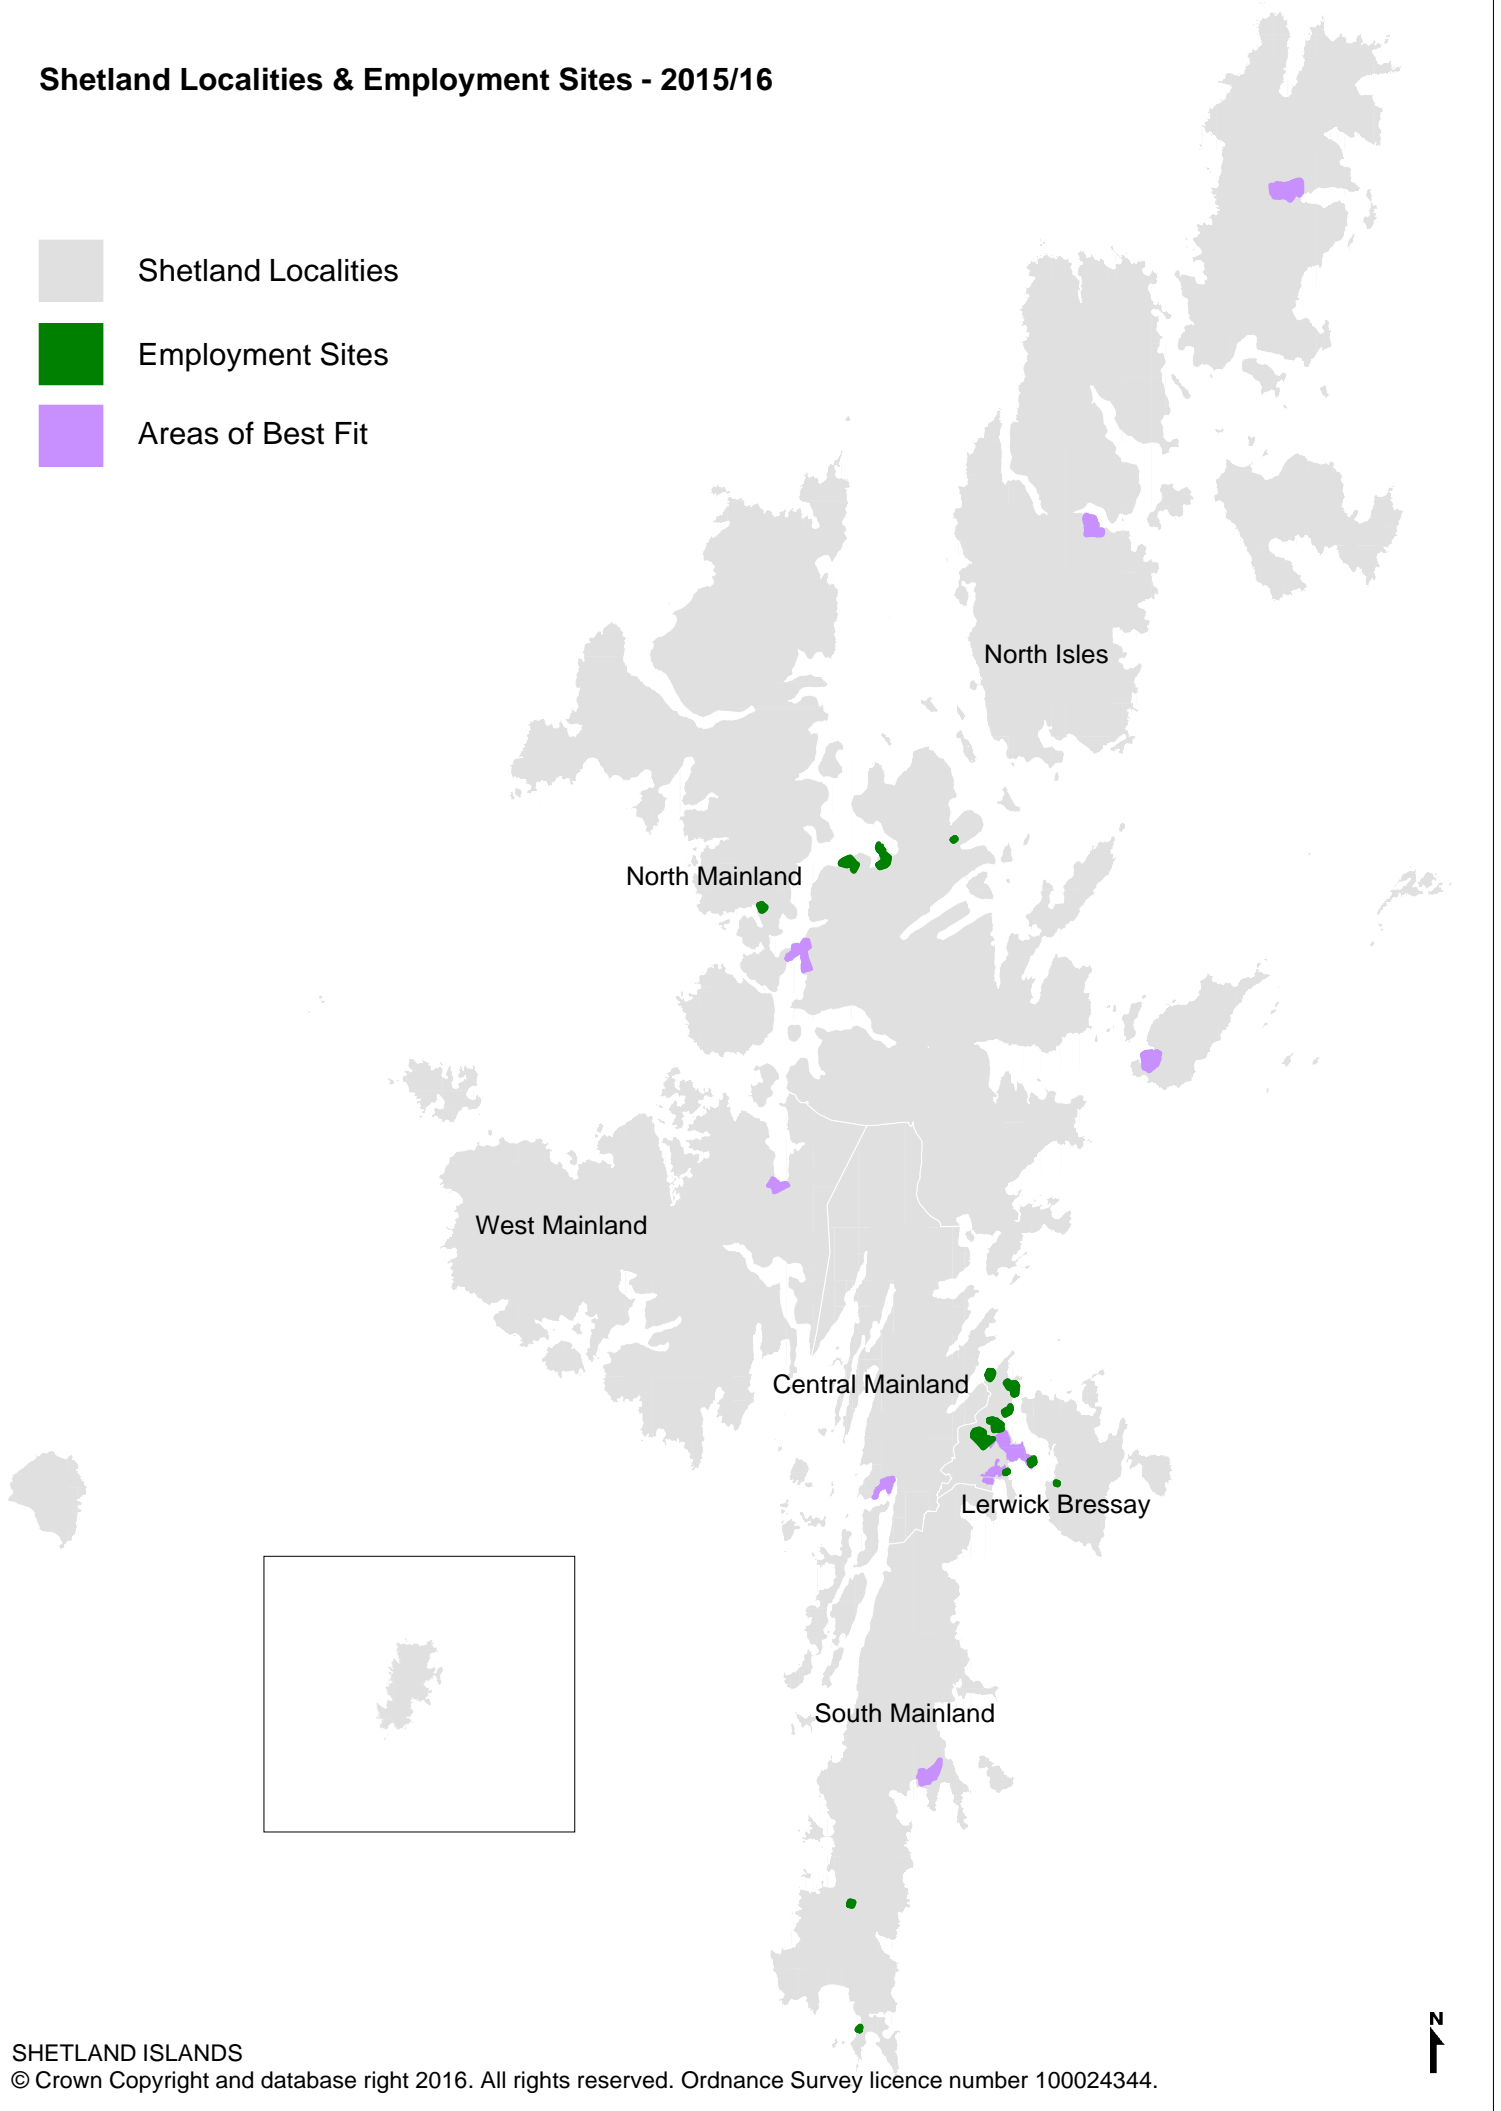 Shetland Localities & Employment Sites - 2015/16
Shetland Localities
Employment Sites
Areas of Best Fit
North Isles
North Mainland
West Mainland
Central Mainland
Lerwick Bressay
South Mainland
N
SHETLAND ISLANDS
© Crown Copyright and database right 2016. All rights reserved. Ordnance Survey licence number 100024344.